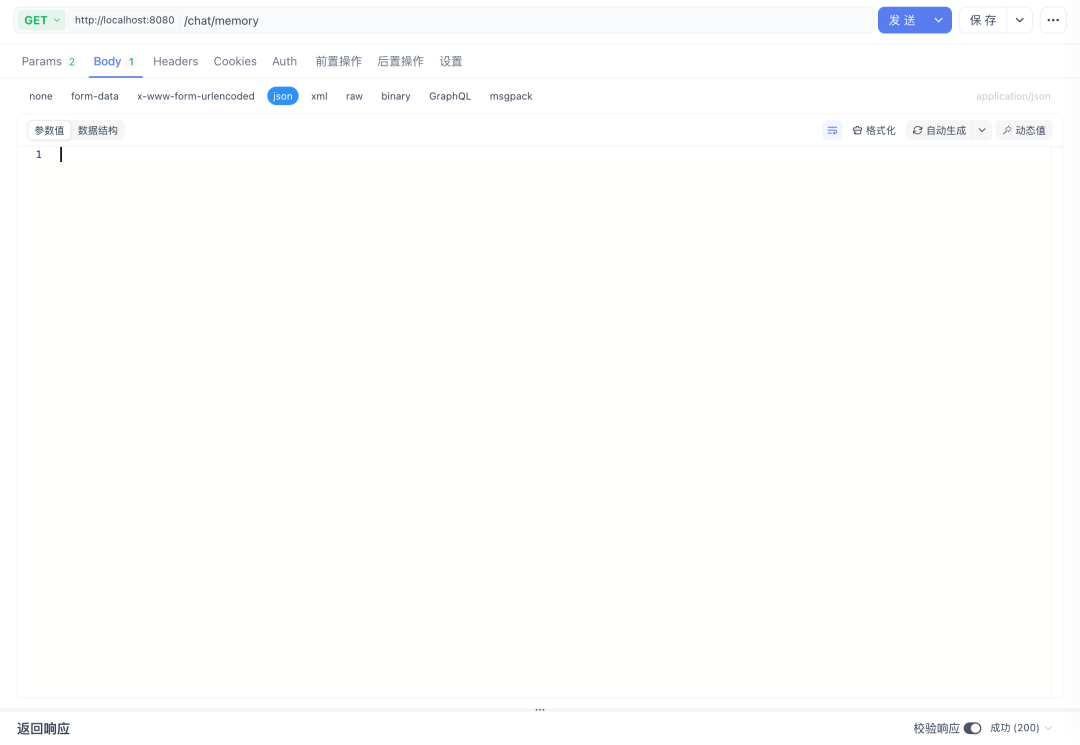 GET http://localhost:8080 /chat/memory 发 送 保 存
Params 2 Body 1 Headers Cookies Auth 前置操作 后置操作 设置
none form-data x-www-form-urlencoded json xml raw binary GraphQL msgpack application/json
参数值 数据结构 格式化 自动生成 动态值
1
返回响应 校验响应 成功 (200)